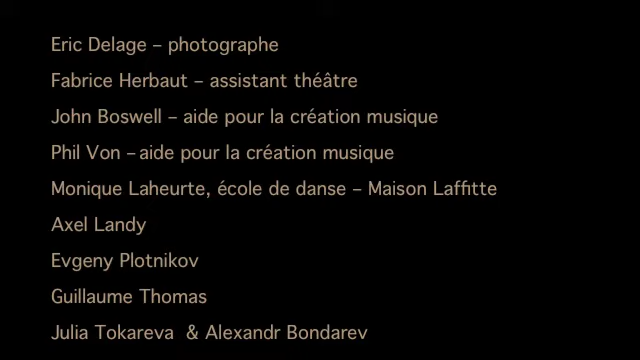 Eric Delage – photographe
Fabrice Herbaut – assistant théâtre
John Boswell – aide pour la création musique
Phil Von – aide pour la création musique
Monique Laheurte, école de danse – Maison Laffitte
Axel Landy
Evgeny Plotnikov
Guillaume Thomas
Julia Tokareva & Alexandr Bondarev